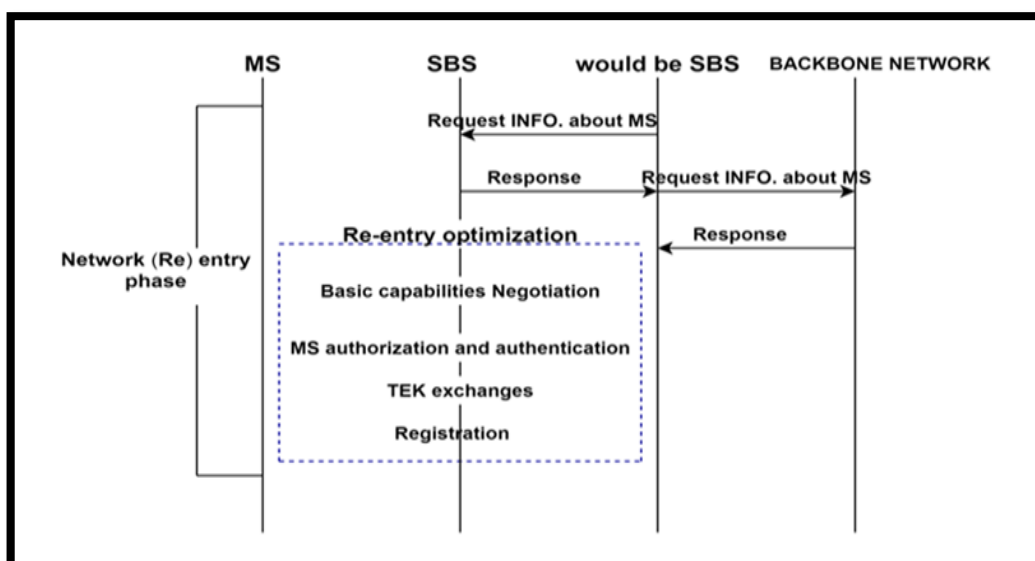 MS
SBS
would be SBS
BACKBONE NETWORK
Request INFO. about MS
Response
Request INFO. about MS
Re-entry optimization
Response
Network (Re) entry
phase
Basic capabilities Negotiation
MS authorization and authentication
TEK exchanges
Registration